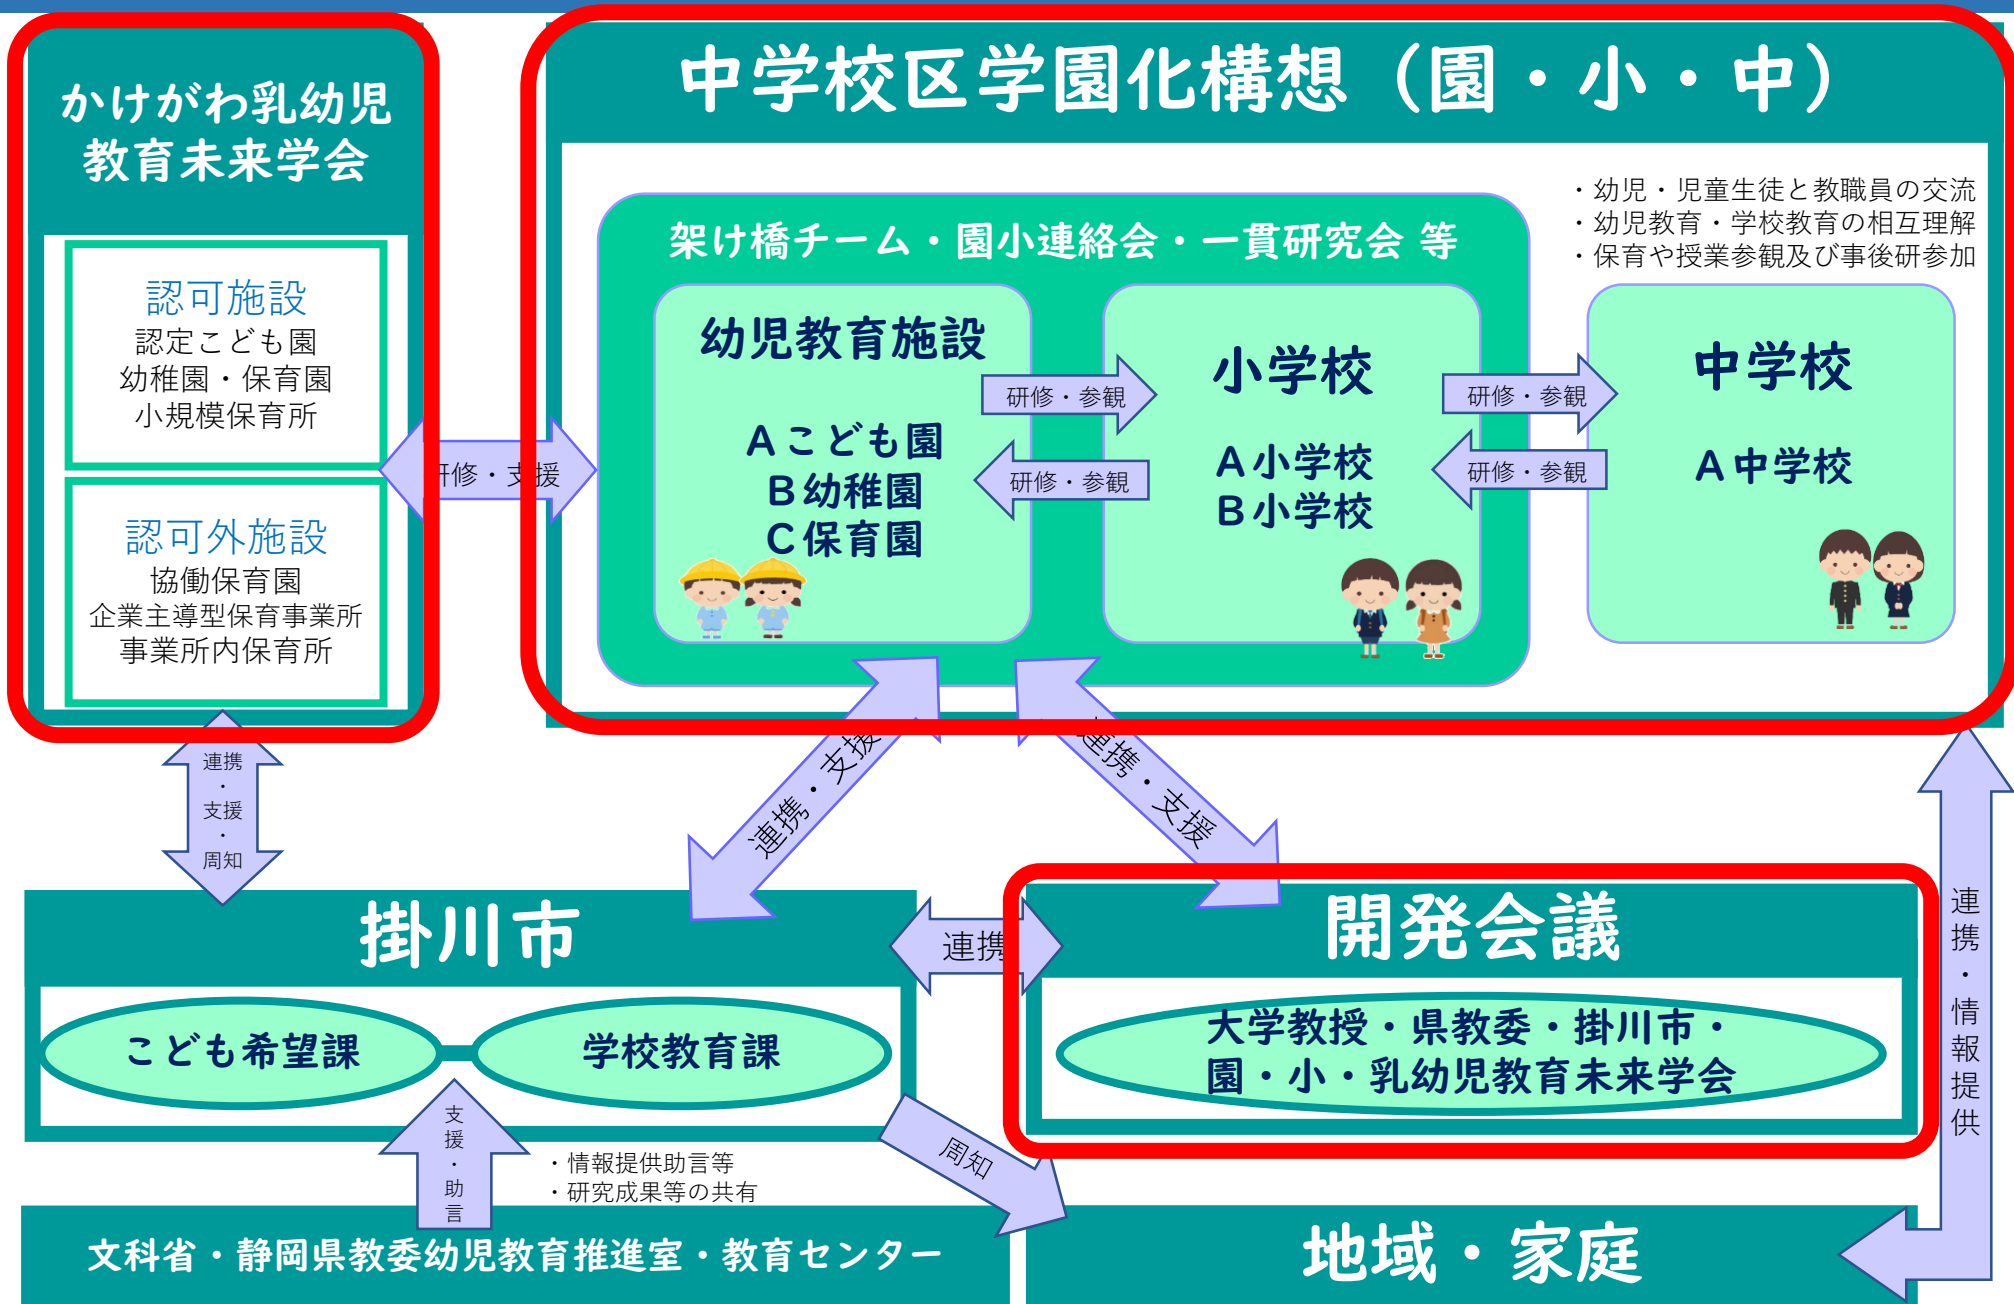 かけがわ乳幼児
教育未来学会
認可施設
認定こども園
幼稚園・保育園
小規模保育所
認可外施設
協働保育園
企業主導型保育事業所
事業所内保育所
研修・支援
中学校区学園化構想（園・小・中）
・幼児・児童生徒と教職員の交流
・幼児教育・学校教育の相互理解
・保育や授業参観及び事後研参加
架け橋チーム・園小連絡会・一貫研究会 等
幼児教育施設
Aこども園
B幼稚園
C保育園
研修・参観
研修・参観
小学校
A小学校
B小学校
研修・参観
研修・参観
中学校
A中学校
連携・支援・周知
連携・支援
連携・支援
連携・情報提供
掛川市
こども希望課
学校教育課
連携
開発会議
大学教授・県教委・掛川市・
園・小・乳幼児教育未来学会
支援・助言
・情報提供助言等
・研究成果等の共有
周知
文科省・静岡県教委幼児教育推進室・教育センター
地域・家庭